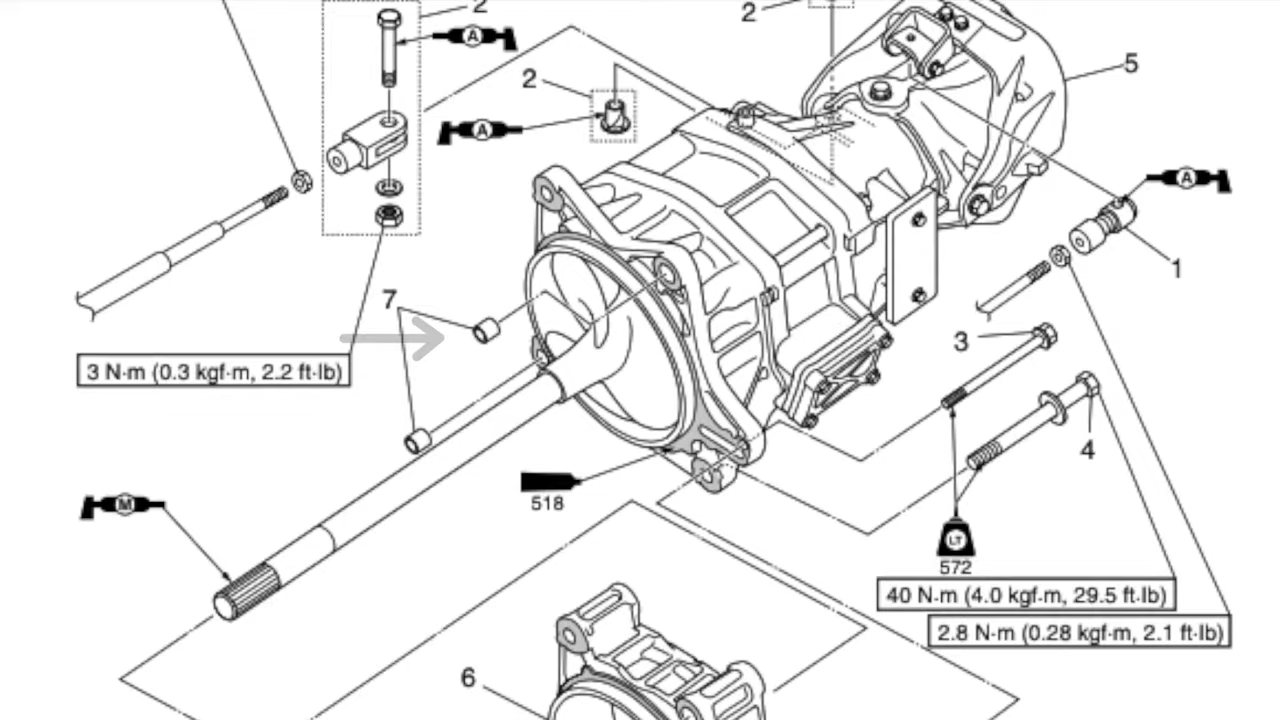 2
A
2
2
A
5
A
1
7
3
3 N·m (0.3 kgf·m, 2.2 ft·lb)
4
M
518
LT
572
40 N·m (4.0 kgf·m, 29.5 ft·lb)
2.8 N·m (0.28 kgf·m, 2.1 ft·lb)
6